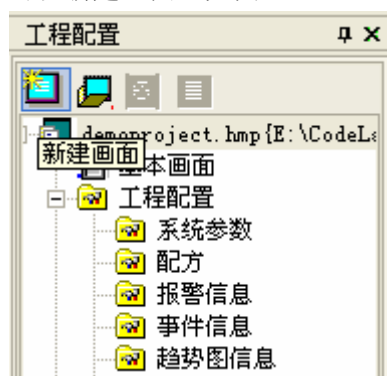 工程配置
demoproject.hmp{E:\CodeLa
新建画面
本画面
工程配置
系统参数
配方
报警信息
事件信息
趋势图信息